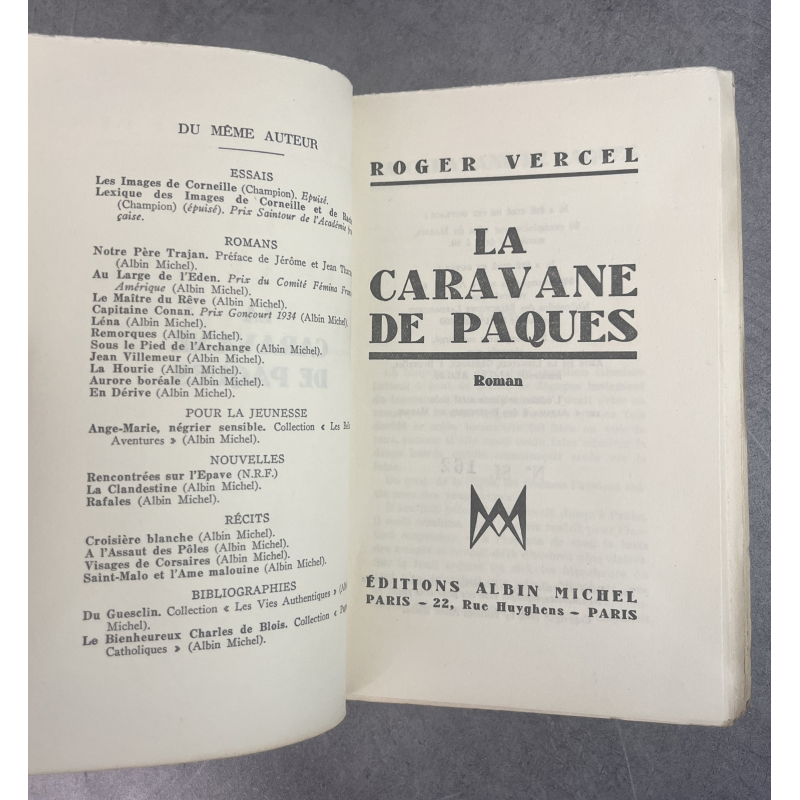 DU MÊME AUTEUR
ESSAIS
Les Images de Corneille (Champion). Epuisé.
Lexique des Images de Corneille et de
(Champion) (épuisé). Prix Saintour de l'Académie
çaise.
ROMANS
Notre Père Trajan. Préface de Jérôme et Jean
(Albin Michel).
Au Large de l'Eden. Prix du Comité Fémina
Amérique (Albin Michel).
Le Maître du Rêve (Albin Michel).
Capitaine Conan. Prix Goncourt 1934 (Albin Michel)
Léna (Albin Michel).
Remorques (Albin Michel).
Sous le Pied de l'Archange (Albin Michel).
Jean Villemeur (Albin Michel).
La Hourie (Albin Michel).
Aurore boréale (Albin Michel).
En Dérive (Albin Michel).
POUR LA JEUNESSE
Ange-Marie, négrier sensible. Collection « Les
Aventures » (Albin Michel).
NOUVELLES
Rencontrées sur l'Epave (N.R.F.)
La Clandestine (Albin Michel).
Rafales (Albin Michel).
RÉCITS
Croisière blanche (Albin Michel).
A l'Assaut des Pôles (Albin Michel).
Visages de Corsaires (Albin Michel).
Saint-Malo et l'Ame malouine (Albin Michel).
BIBLIOGRAPHIES
Du Guesclin. Collection « Les Vies Authentiques »
Michel).
Le Bienheureux Charles de Blois. Collection «
Catholiques » (Albin Michel).
ROGER VERCEL
LA
CARAVANE
DE PAQUES
Roman
ÉDITIONS ALBIN MICHEL
PARIS – 22, Rue Huyghens – PARIS